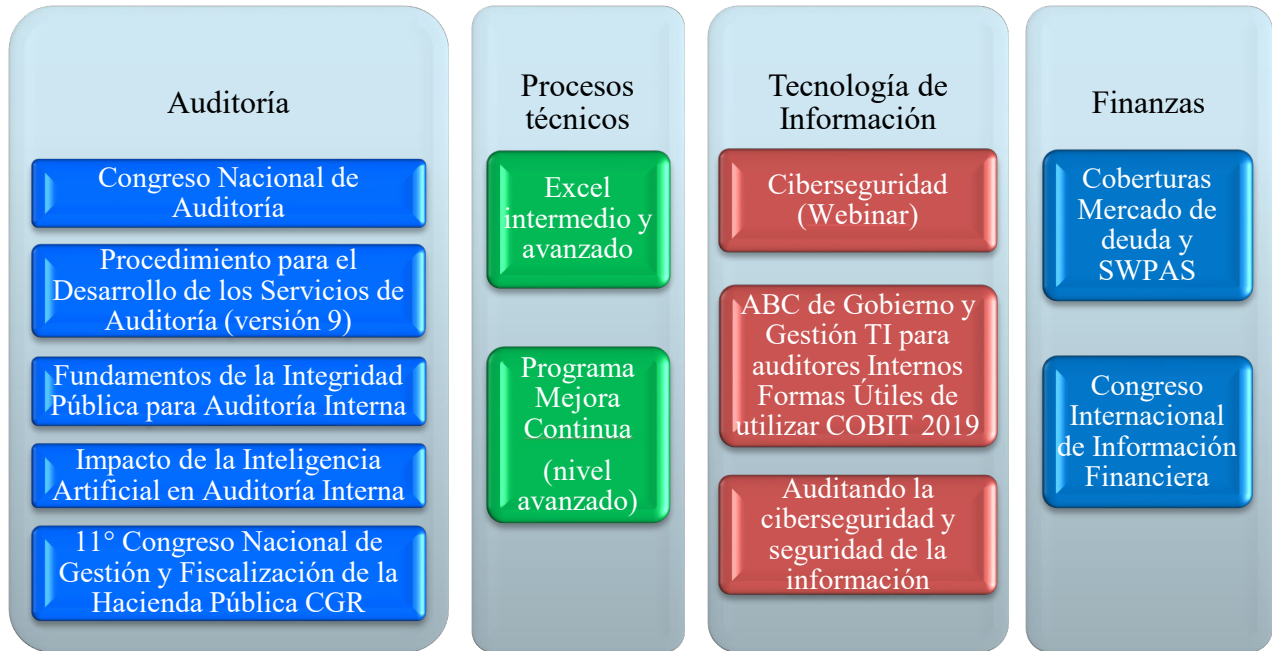 Auditoría
Congreso Nacional de
Auditoría
Procedimiento para el
Desarrollo de los Servicios de
Auditoría (versión 9)
Fundamentos de la Integridad
Pública para Auditoría Interna
Impacto de la Inteligencia
Artificial en Auditoría Interna
11° Congreso Nacional de
Gestión y Fiscalización de la
Hacienda Pública CGR
Procesos
técnicos
Excel
intermedio y
avanzado
Programa
Mejora
Continua
(nivel
avanzado)
Tecnología de
Información
Ciberseguridad
(Webinar)
ABC de Gobierno y
Gestión TI para
auditores Internos
Formas Útiles de
utilizar COBIT 2019
Auditando la
ciberseguridad y
seguridad de la
información
Finanzas
Coberturas
Mercado de
deuda y
SWPAS
Congreso
Internacional
de Información
Financiera